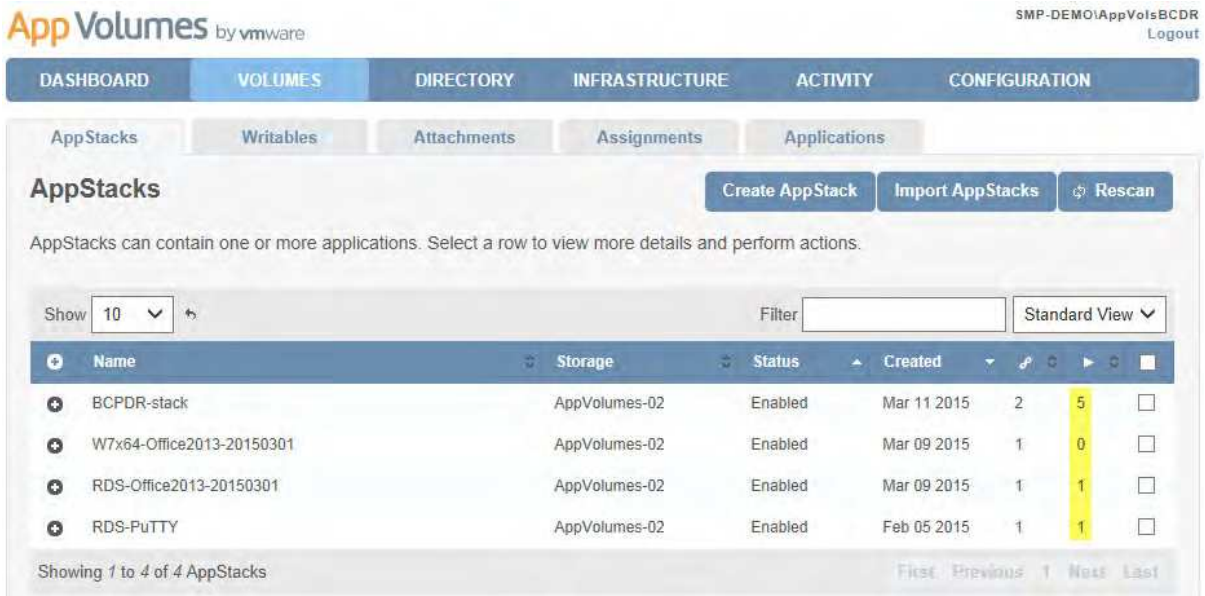 App Volumes by vmware
SMP-DEMO\AppVolsBCDR
Logout
DASHBOARD VOLUMES DIRECTORY INFRASTRUCTURE ACTIVITY CONFIGURATION
AppStacks Writables Attachments Assignments Applications
AppStacks
Create AppStack Import AppStacks Rescan
AppStacks can contain one or more applications. Select a row to view more details and perform actions.
Show 10 Filter Standard View
Name Storage Status Created
BCPDR-stack AppVolumes-02 Enabled Mar 11 2015 2 5
W7x64-Office2013-20150301 AppVolumes-02 Enabled Mar 09 2015 1 0
RDS-Office2013-20150301 AppVolumes-02 Enabled Mar 09 2015 1 1
RDS-PuTTY AppVolumes-02 Enabled Feb 05 2015 1 1
Showing 1 to 4 of 4 AppStacks First Previous 1 Next Last